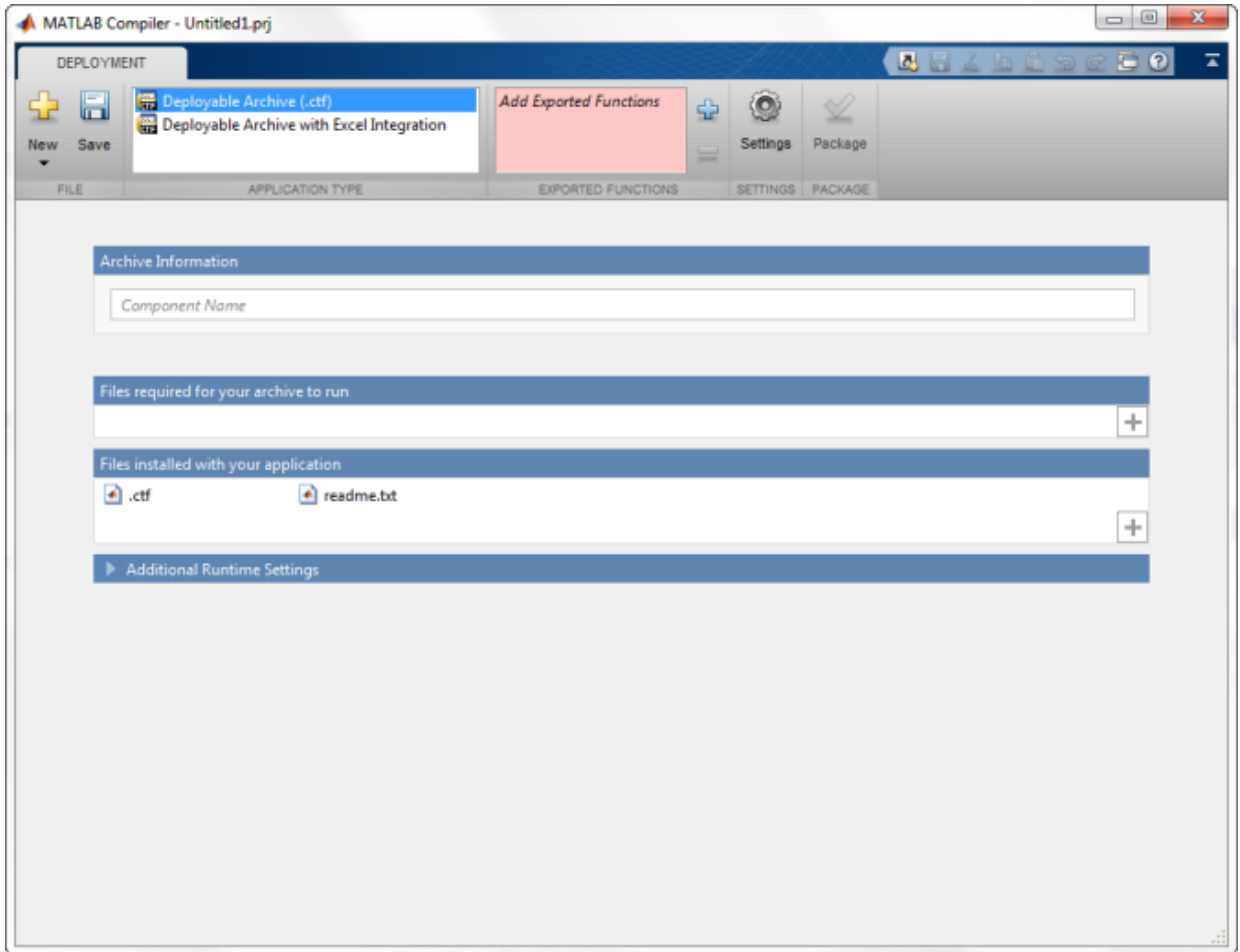 MATLAB Compiler - Untitled1.prj
DEPLOYMENT
New
Save
Deployable Archive (.ctf)
Deployable Archive with Excel Integration
Add Exported Functions
Settings
Package
FILE
APPLICATION TYPE
EXPORTED FUNCTIONS
SETTINGS
PACKAGE
Archive Information
Component Name
Files required for your archive to run
Files installed with your application
.ctf
readme.txt
Additional Runtime Settings